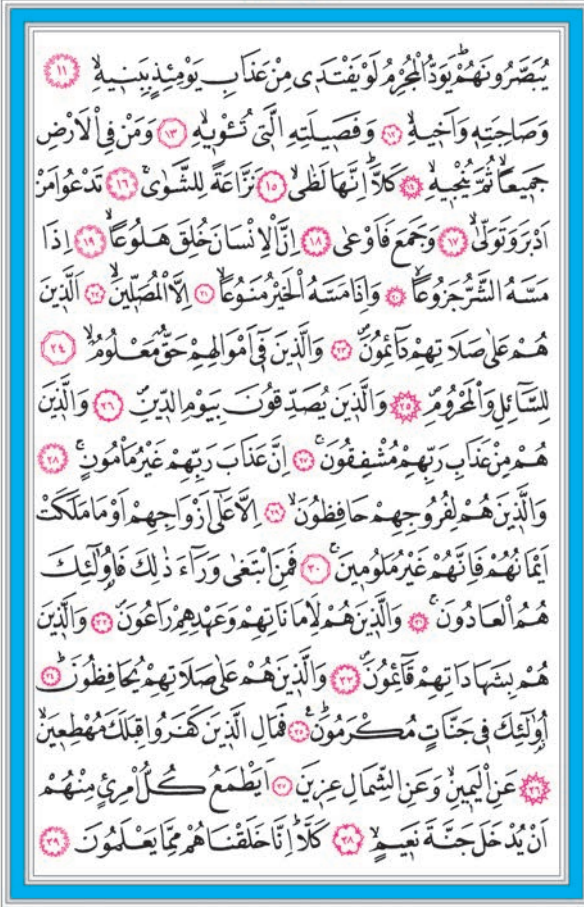 يُبَصَّرُونَهُمْۜ يَوَدُّ الْمُجْرِمُ لَوْ يَفْتَد۪ي مِنْ عَذَابِ يَوْمِئِذٍ بِبَن۪يهِۙ ﴿١١﴾
وَصَاحِبَتِه۪ وَاَخ۪يهِۙ ﴿١٢﴾ وَفَص۪يلَتِهِ الَّت۪ي تُـْٔو۪يهِۙ ﴿١٣﴾ وَمَنْ فِي الْاَرْضِ
جَم۪يعًاۙ ثُمَّ يُنْج۪يهِۙ ﴿١٤﴾ كَلَّاۜ اِنَّهَا لَظٰىۙ ﴿١٥﴾ نَزَّاعَةً لِلشَّوٰىۚ ﴿١٦﴾ تَدْعُوا مَنْ
اَدْبَرَ وَتَوَلّٰىۙ ﴿١٧﴾ وَجَمَعَ فَاَوْعٰى ﴿١٨﴾ اِنَّ الْاِنْسَانَ خُلِقَ هَلُوعًاۙ ﴿١٩﴾ اِذَا
مَسَّهُ الشَّرُّ جَزُوعًاۙ ﴿٢٠﴾ وَاِذَا مَسَّهُ الْخَيْرُ مَنُوعًاۙ ﴿٢١﴾ اِلَّا الْمُصَلّ۪ينَۙ ﴿٢٢﴾ اَلَّذ۪ينَ
هُمْ عَلٰى صَلَاتِهِمْ دَٓائِمُونَۙ ﴿٢٣﴾ وَالَّذ۪ينَ ف۪ٓي اَمْوَالِهِمْ حَقٌّ مَعْلُومٌۙ ﴿٢٤﴾
لِلسَّٓائِلِ وَالْمَحْرُومِۙ ﴿٢٥﴾ وَالَّذ۪ينَ يُصَدِّقُونَ بِيَوْمِ الدّ۪ينِۙ ﴿٢٦﴾ وَالَّذ۪ينَ
هُمْ مِنْ عَذَابِ رَبِّهِمْ مُشْفِقُونَۚ ﴿٢٧﴾ اِنَّ عَذَابَ رَبِّهِمْ غَيْرُ مَأْمُونٍۚ ﴿٢٨﴾
وَالَّذ۪ينَ هُمْ لِفُرُوجِهِمْ حَافِظُونَۙ ﴿٢٩﴾ اِلَّا عَلٰٓى اَزْوَاجِهِمْ اَوْ مَا مَلَكَتْ
اَيْمَانُهُمْ فَاِنَّهُمْ غَيْرُ مَلُوم۪ينَۚ ﴿٣٠﴾ فَمَنِ ابْتَغٰى وَرَٓاءَ ذٰلِكَ فَاُو۬لٰٓئِكَ
هُمُ الْعَادُونَۚ ﴿٣١﴾ وَالَّذ۪ينَ هُمْ لِاَمَانَاتِهِمْ وَعَهْدِهِمْ رَاعُونَۙ ﴿٣٢﴾ وَالَّذ۪ينَ
هُمْ بِشَهَادَاتِهِمْ قَٓائِمُونَۙ ﴿٣٣﴾ وَالَّذ۪ينَ هُمْ عَلٰى صَلَاتِهِمْ يُحَافِظُونَۜ ﴿٣٤﴾
اُو۬لٰٓئِكَ ف۪ي جَنَّاتٍ مُكْرَمُونَۜ ﴿٣٥﴾ فَمَالِ الَّذ۪ينَ كَفَرُوا قِبَلَكَ مُهْطِع۪ينَۙ
﴿٣٦﴾ عَنِ الْيَم۪ينِ وَعَنِ الشِّمَالِ عِز۪ينَ ﴿٣٧﴾ اَيَطْمَعُ كُلُّ امْرِئٍ مِنْهُمْ
اَنْ يُدْخَلَ جَنَّةَ نَع۪يمٍۙ ﴿٣٨﴾ كَلَّاۜ اِنَّا خَلَقْنَاهُمْ مِمَّا يَعْلَمُونَ ﴿٣٩﴾